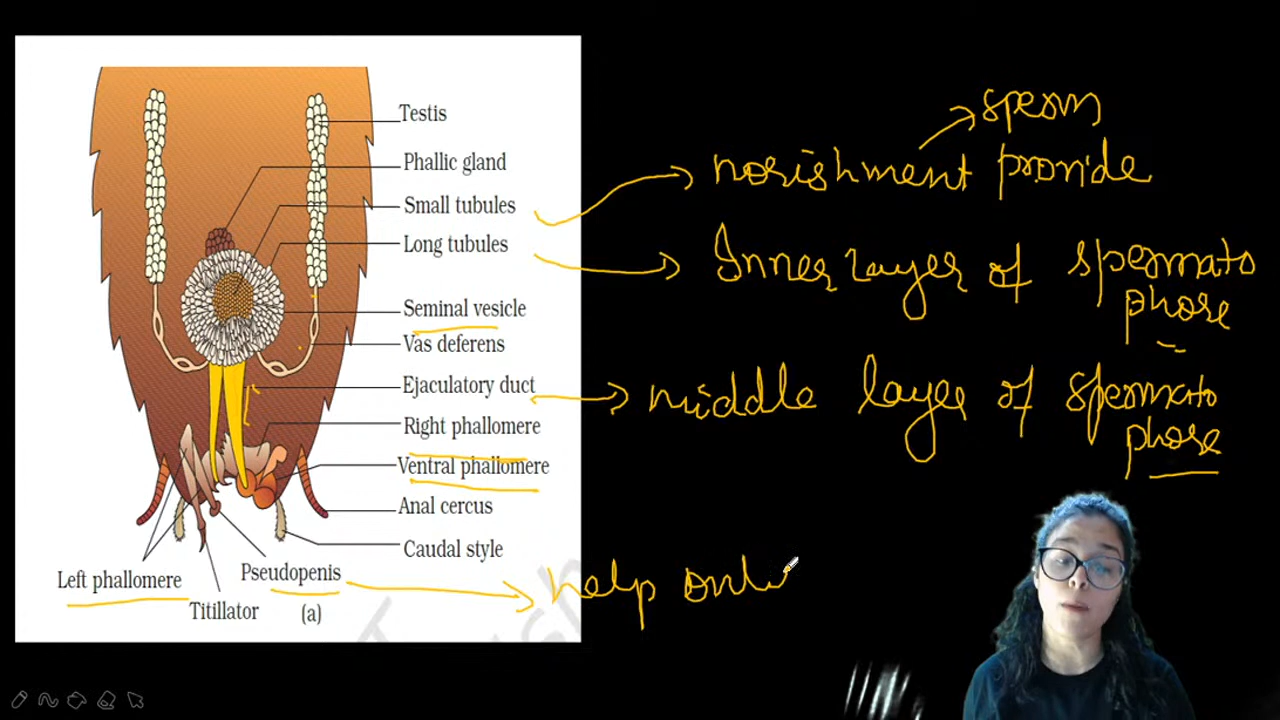 Testis
Phallic gland
Small tubules
Long tubules
Seminal vesicle
Vas deferens
Ejaculatory duct
Right phallomere
Ventral phallomere
Anal cercus
Caudal style
Left phallomere
Pseudopenis
Titillator
(a)
sperm
norishment provide
Inner layer of spermato
phore
middle layer of spermato
phore
help